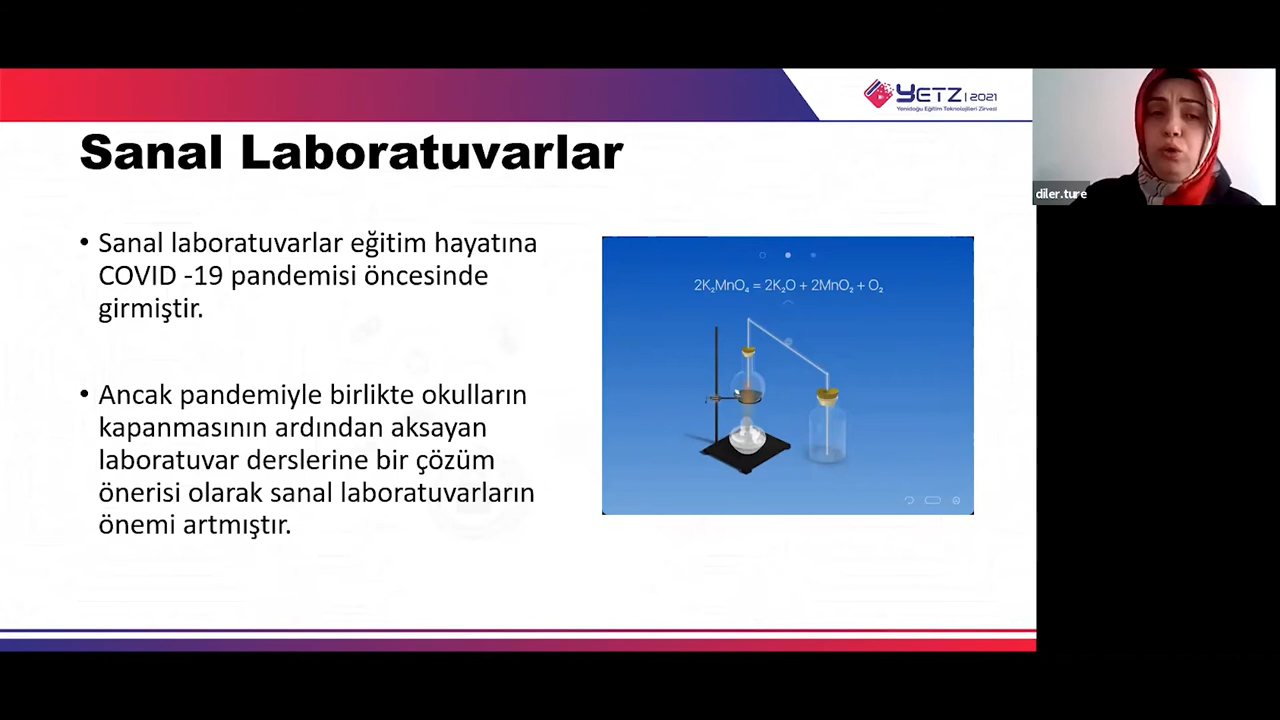 YETZ | 2021
Yenidoğu Eğitim Teknolojileri Zirvesi
diler.ture
Sanal Laboratuvarlar
• Sanal laboratuvarlar eğitim hayatına
COVID -19 pandemisi öncesinde
girmiştir.
• Ancak pandemiyle birlikte okulların
kapanmasının ardından aksayan
laboratuvar derslerine bir çözüm
önerisi olarak sanal laboratuvarların
önemi artmıştır.
2K₂MnO₄ = 2K₂O + 2MnO₂ + O₂